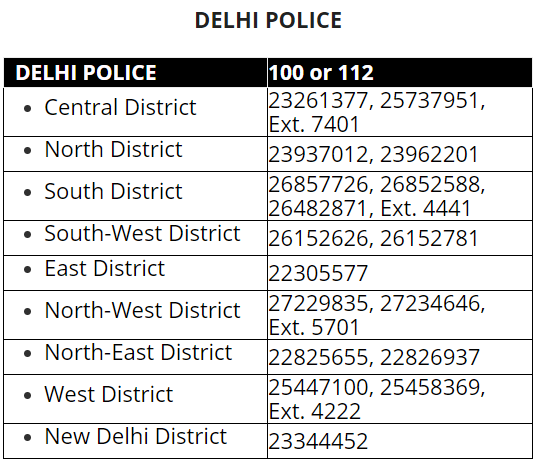 DELHI POLICE
DELHI POLICE 100 or 112
• Central District 23261377, 25737951,
Ext. 7401
• North District 23937012, 23962201
• South District 26857726, 26852588,
26482871, Ext. 4441
• South-West District 26152626, 26152781
• East District 22305577
• North-West District 27229835, 27234646,
Ext. 5701
• North-East District 22825655, 22826937
• West District 25447100, 25458369,
Ext. 4222
• New Delhi District 23344452